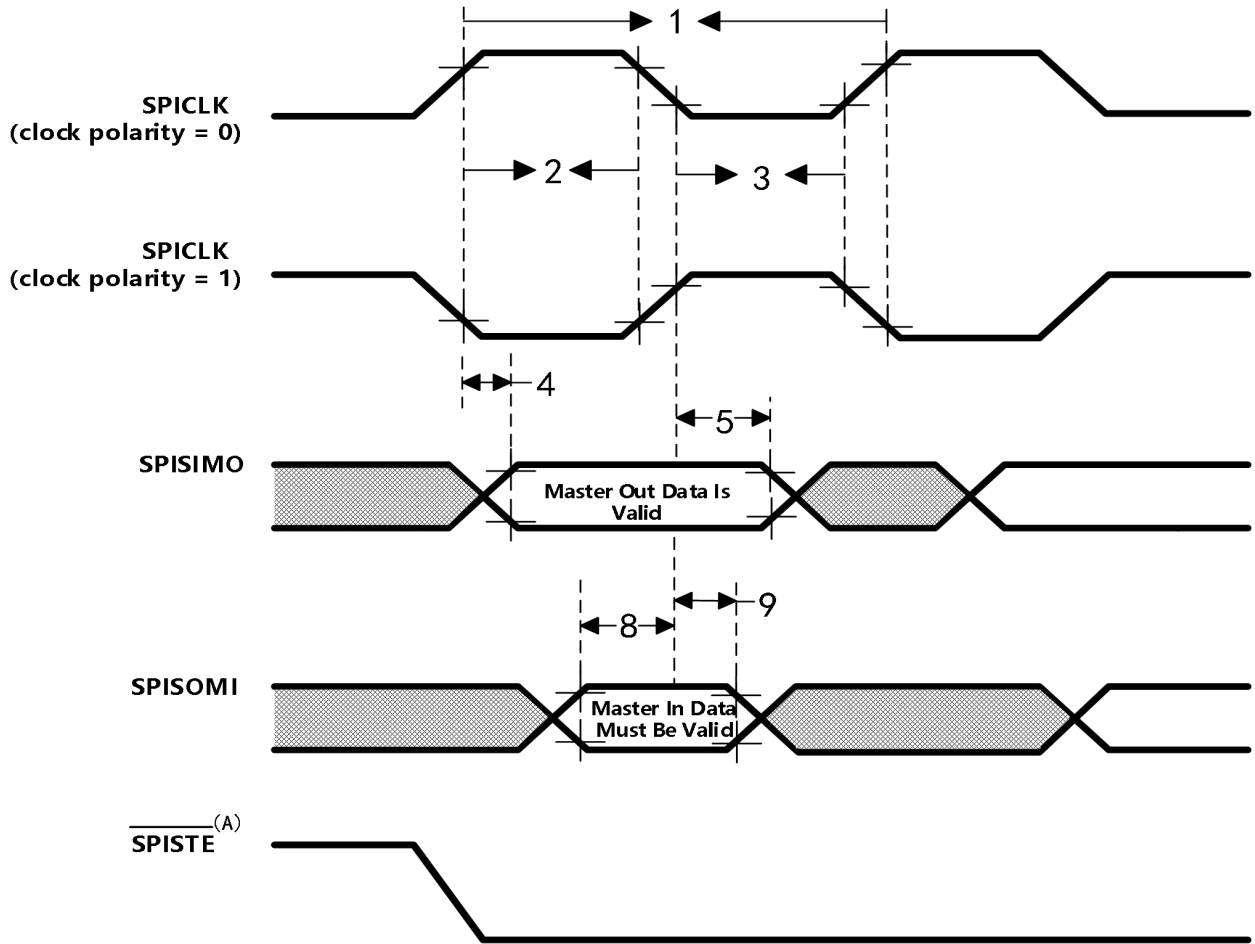 1
SPICLK
(clock polarity = 0)
2
3
SPICLK
(clock polarity = 1)
4
5
SPISIMO
Master Out Data Is
Valid
9
8
SPISOMI
Master In Data
Must Be Valid
SPISTE(A)